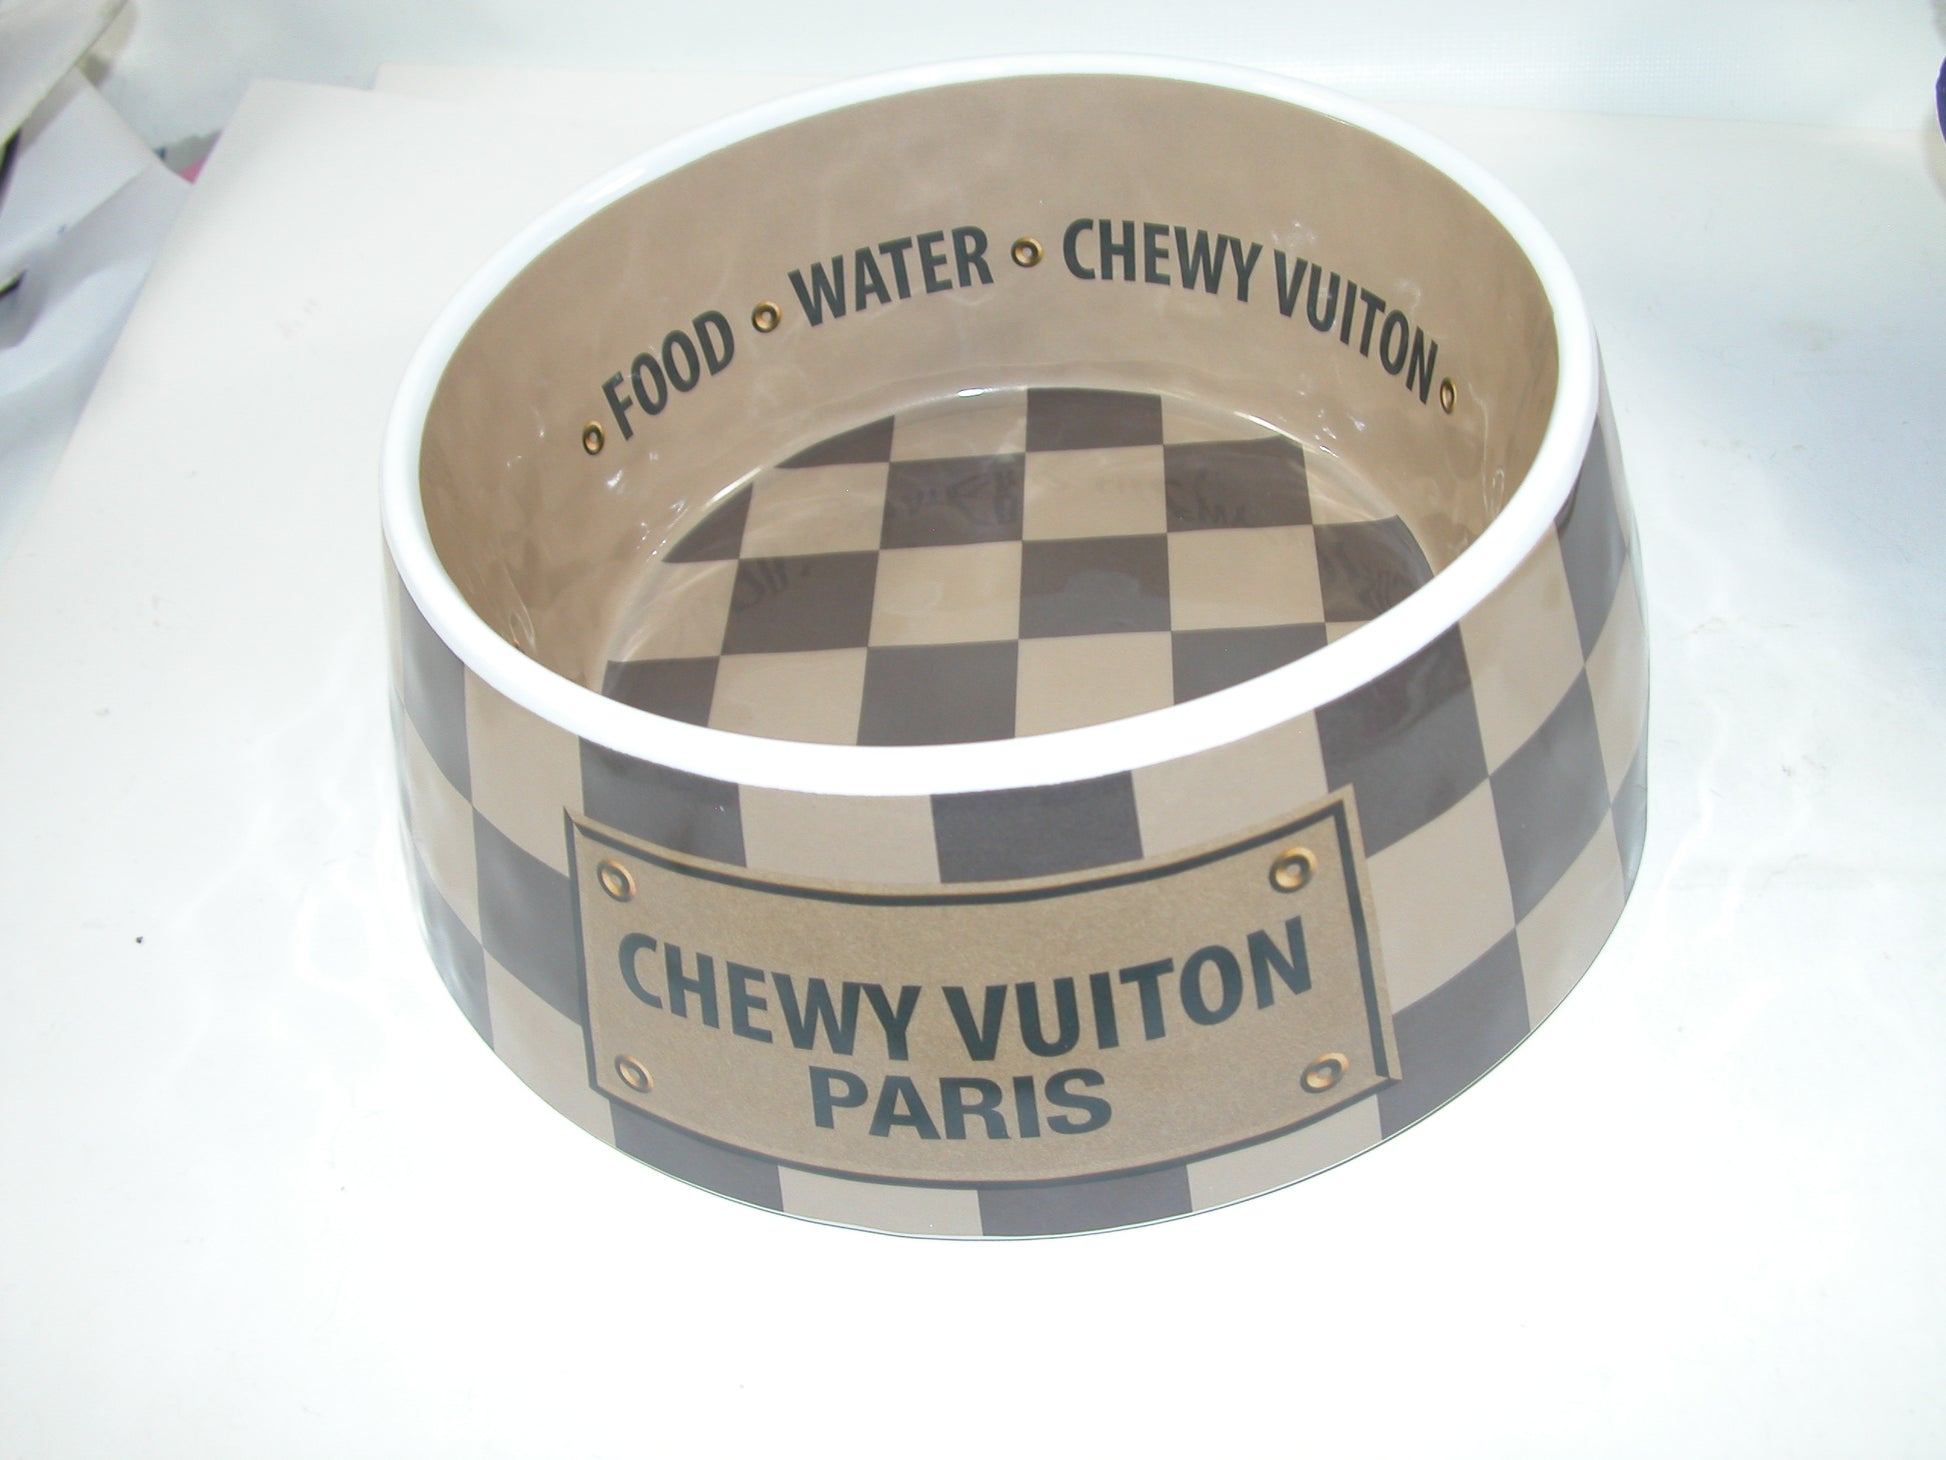 FOOD • WATER • CHEWY VUITON
CHEWY VUITON
PARIS